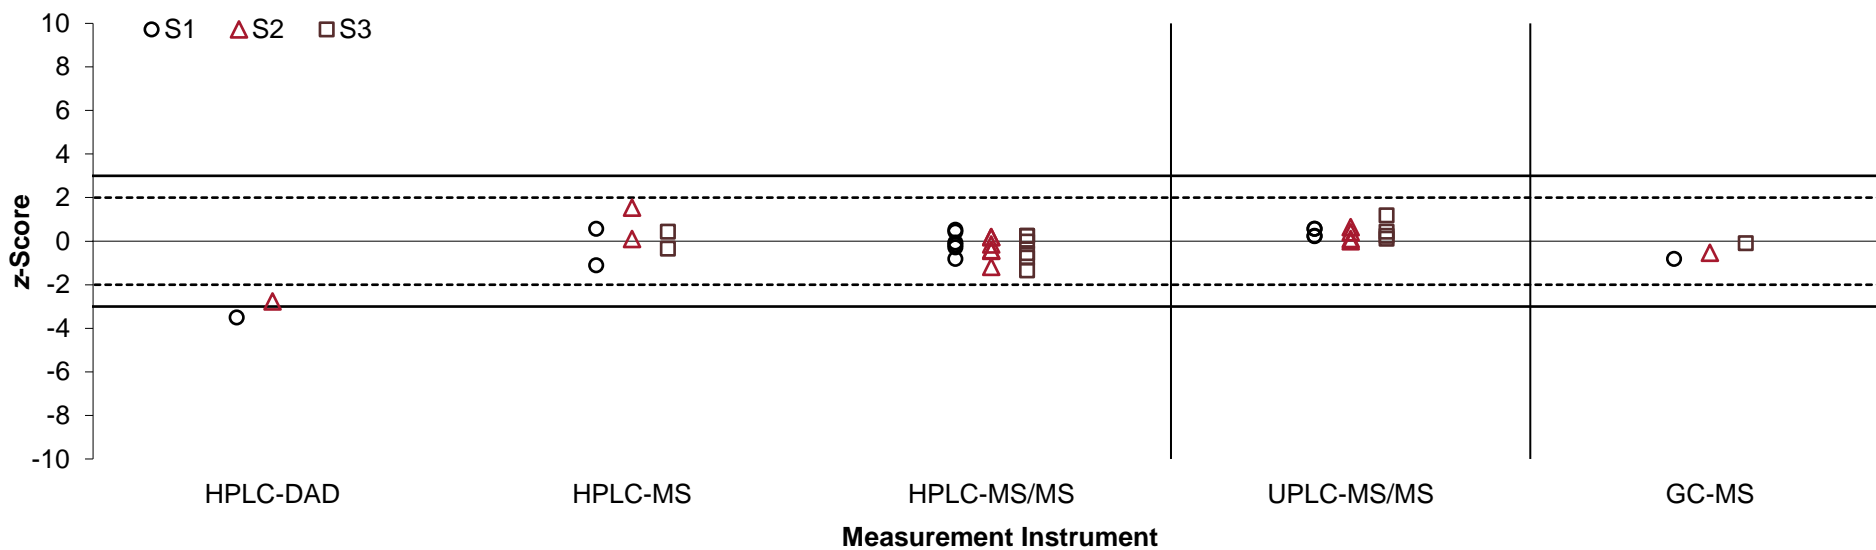 S1 S2 S3
10
8
6
4
2
0
-2
-4
-6
-8
-10
z-Score
HPLC-DAD HPLC-MS HPLC-MS/MS UPLC-MS/MS GC-MS
Measurement Instrument